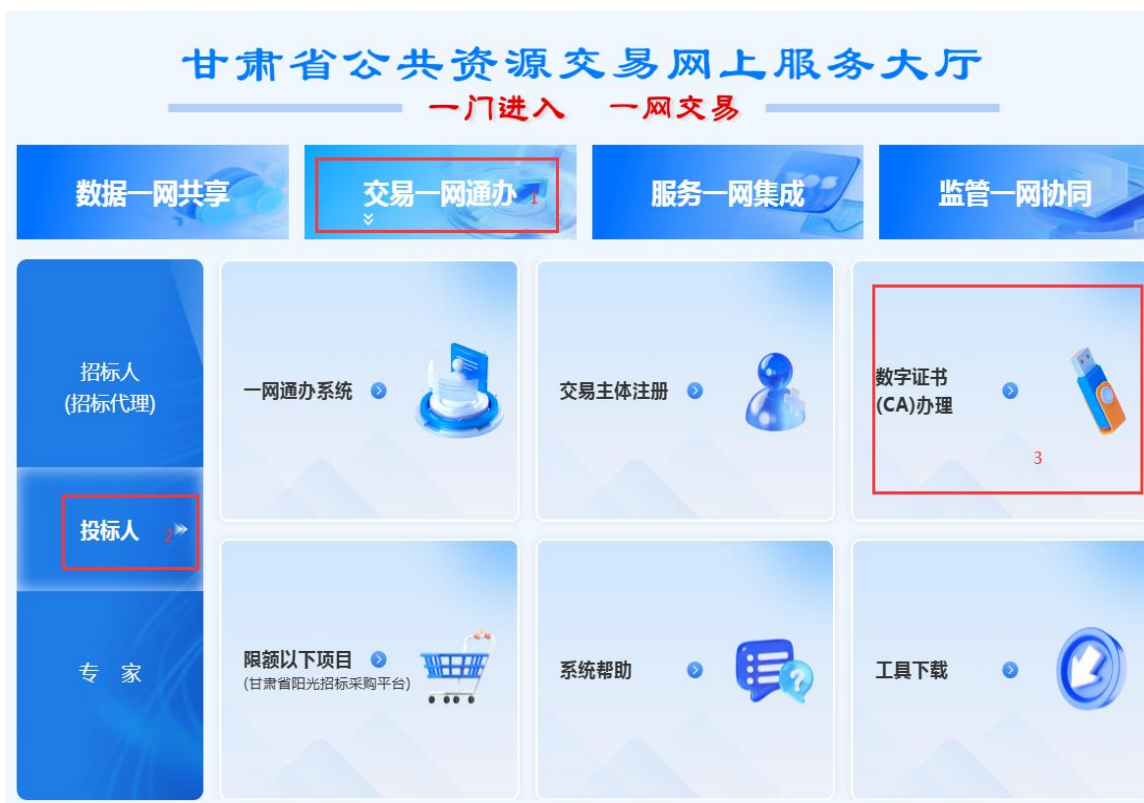 甘肃省公共资源交易网上服务大厅
一门进入 一网交易
数据一网共享
交易一网通办 1
服务一网集成
监管一网协同
招标人
(招标代理)
投标人 2
专 家
一网通办系统
交易主体注册
数字证书
(CA)办理
3
限额以下项目
(甘肃省阳光招标采购平台)
系统帮助
工具下载